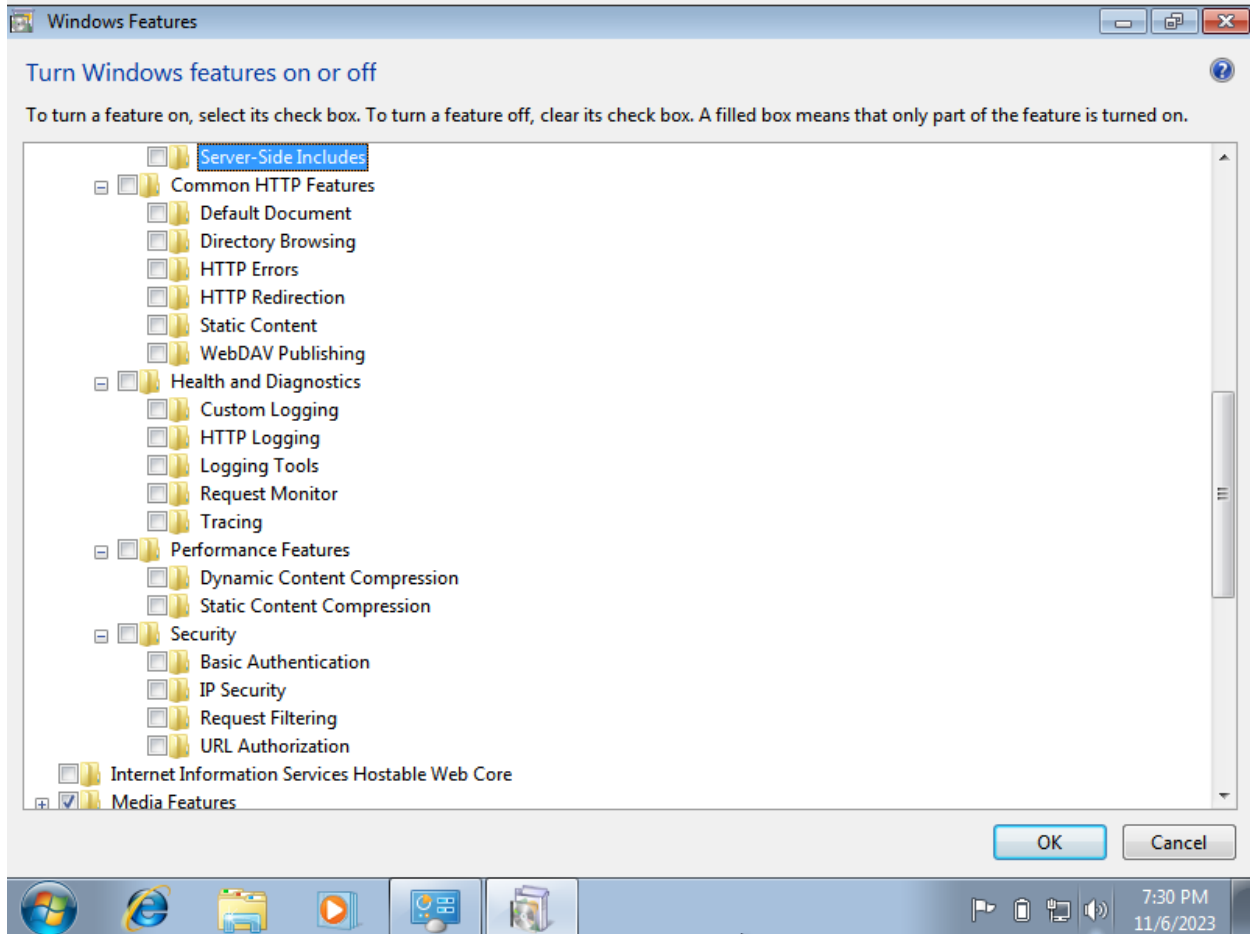 Windows Features
Turn Windows features on or off
To turn a feature on, select its check box. To turn a feature off, clear its check box. A filled box means that only part of the feature is turned on.
Server-Side Includes
Common HTTP Features
Default Document
Directory Browsing
HTTP Errors
HTTP Redirection
Static Content
WebDAV Publishing
Health and Diagnostics
Custom Logging
HTTP Logging
Logging Tools
Request Monitor
Tracing
Performance Features
Dynamic Content Compression
Static Content Compression
Security
Basic Authentication
IP Security
Request Filtering
URL Authorization
Internet Information Services Hostable Web Core
Media Features
OK Cancel
7:30 PM
11/6/2023